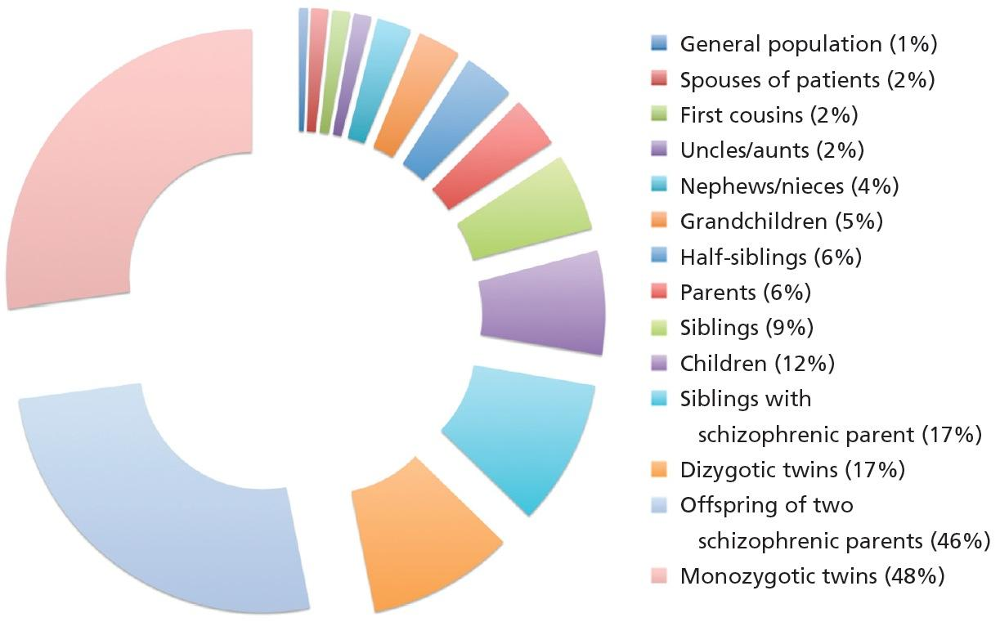 General population (1%)
Spouses of patients (2%)
First cousins (2%)
Uncles/aunts (2%)
Nephews/nieces (4%)
Grandchildren (5%)
Half-siblings (6%)
Parents (6%)
Siblings (9%)
Children (12%)
Siblings with
schizophrenic parent (17%)
Dizygotic twins (17%)
Offspring of two
schizophrenic parents (46%)
Monozygotic twins (48%)